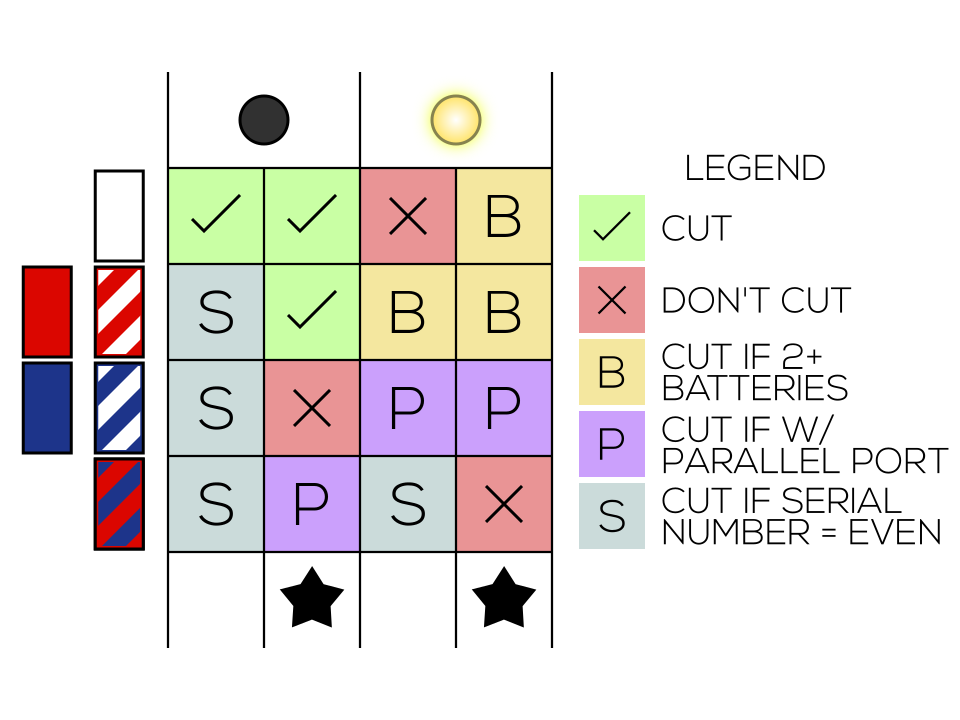 B
S B B
S P P
S P S
LEGEND
CUT
DON'T CUT
B CUT IF 2+
BATTERIES
P CUT IF W/
PARALLEL PORT
S CUT IF SERIAL
NUMBER = EVEN